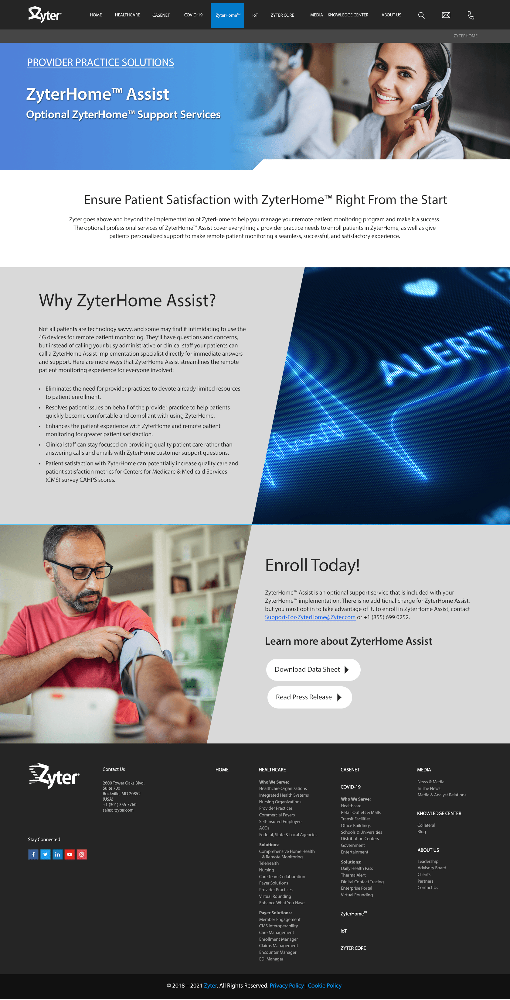 Zyter®
HOME
HEALTHCARE
CASENET
COVID-19
ZyterHome™
IoT
ZYTER CORE
MEDIA
KNOWLEDGE CENTER
ABOUT US
ZYTERHOME
PROVIDER PRACTICE SOLUTIONS
ZyterHome™ Assist
Optional ZyterHome™ Support Services
Ensure Patient Satisfaction with ZyterHome™ Right From the Start
Zyter goes above and beyond the implementation of ZyterHome to help you manage your remote patient monitoring program and make it a success.
The optional professional services of ZyterHome™ Assist cover everything a provider practice needs to enroll patients in ZyterHome, as well as give
patients personalized support to make remote patient monitoring a seamless, successful, and satisfactory experience.
Why ZyterHome Assist?
Not all patients are technology savvy, and some may find it intimidating to use the
4G devices for remote patient monitoring. They'll have questions and concerns,
but instead of calling your busy administrative or clinical staff your patients can
call a ZyterHome Assist implementation specialist directly for immediate answers
and support. Here are more ways that ZyterHome Assist streamlines the remote
patient monitoring experience for everyone involved:
• Eliminates the need for provider practices to devote already limited resources
to patient enrollment.
• Resolves patient issues on behalf of the provider practice to help patients
quickly become comfortable and compliant with using ZyterHome.
• Enhances the patient experience with ZyterHome and remote patient
monitoring for greater patient satisfaction.
• Clinical staff can stay focused on providing quality patient care rather than
answering calls and emails with ZyterHome customer support questions.
• Patient satisfaction with ZyterHome can potentially increase quality care and
patient satisfaction metrics for Centers for Medicare & Medicaid Services
(CMS) survey CAHPS scores.
ALERT
Enroll Today!
ZyterHome™ Assist is an optional support service that is included with your
ZyterHome™ implementation. There is no additional charge for ZyterHome Assist,
but you must opt in to take advantage of it. To enroll in ZyterHome Assist, contact
Support-For-ZyterHome@Zyter.com or +1 (855) 699 0252.
Learn more about ZyterHome Assist
Download Data Sheet
Read Press Release
Zyter®
Contact Us
2600 Tower Oaks Blvd.
Suite 700
Rockville, MD 20852
(USA)
+1 (301) 355 7760
sales@zyter.com
Stay Connected
HOME
HEALTHCARE
Who We Serve:
Healthcare Organizations
Integrated Health Systems
Nursing Organizations
Provider Practices
Commercial Payers
Self-Insured Employers
ACOs
Federal, State & Local Agencies
Solutions:
Comprehensive Home Health
& Remote Monitoring
Telehealth
Nursing
Care Team Collaboration
Payer Solutions
Provider Practices
Virtual Rounding
Enhance What You Have
Payer Solutions:
Member Engagement
CMS Interoperability
Care Management
Enrollment Manager
Claims Management
Encounter Manager
EDI Manager
CASENET
COVID-19
Who We Serve:
Healthcare
Retail Outlets & Malls
Transit Facilities
Office Buildings
Schools & Universities
Distribution Centers
Government
Entertainment
Solutions:
Daily Health Pass
ThermalAlert
Digital Contact Tracing
Enterprise Portal
Virtual Rounding
ZyterHome™
IoT
ZYTER CORE
MEDIA
News & Media
In The News
Media & Analyst Relations
KNOWLEDGE CENTER
Collateral
Blog
ABOUT US
Leadership
Advisory Board
Clients
Partners
Contact Us
© 2018 – 2021 Zyter. All Rights Reserved. Privacy Policy | Cookie Policy